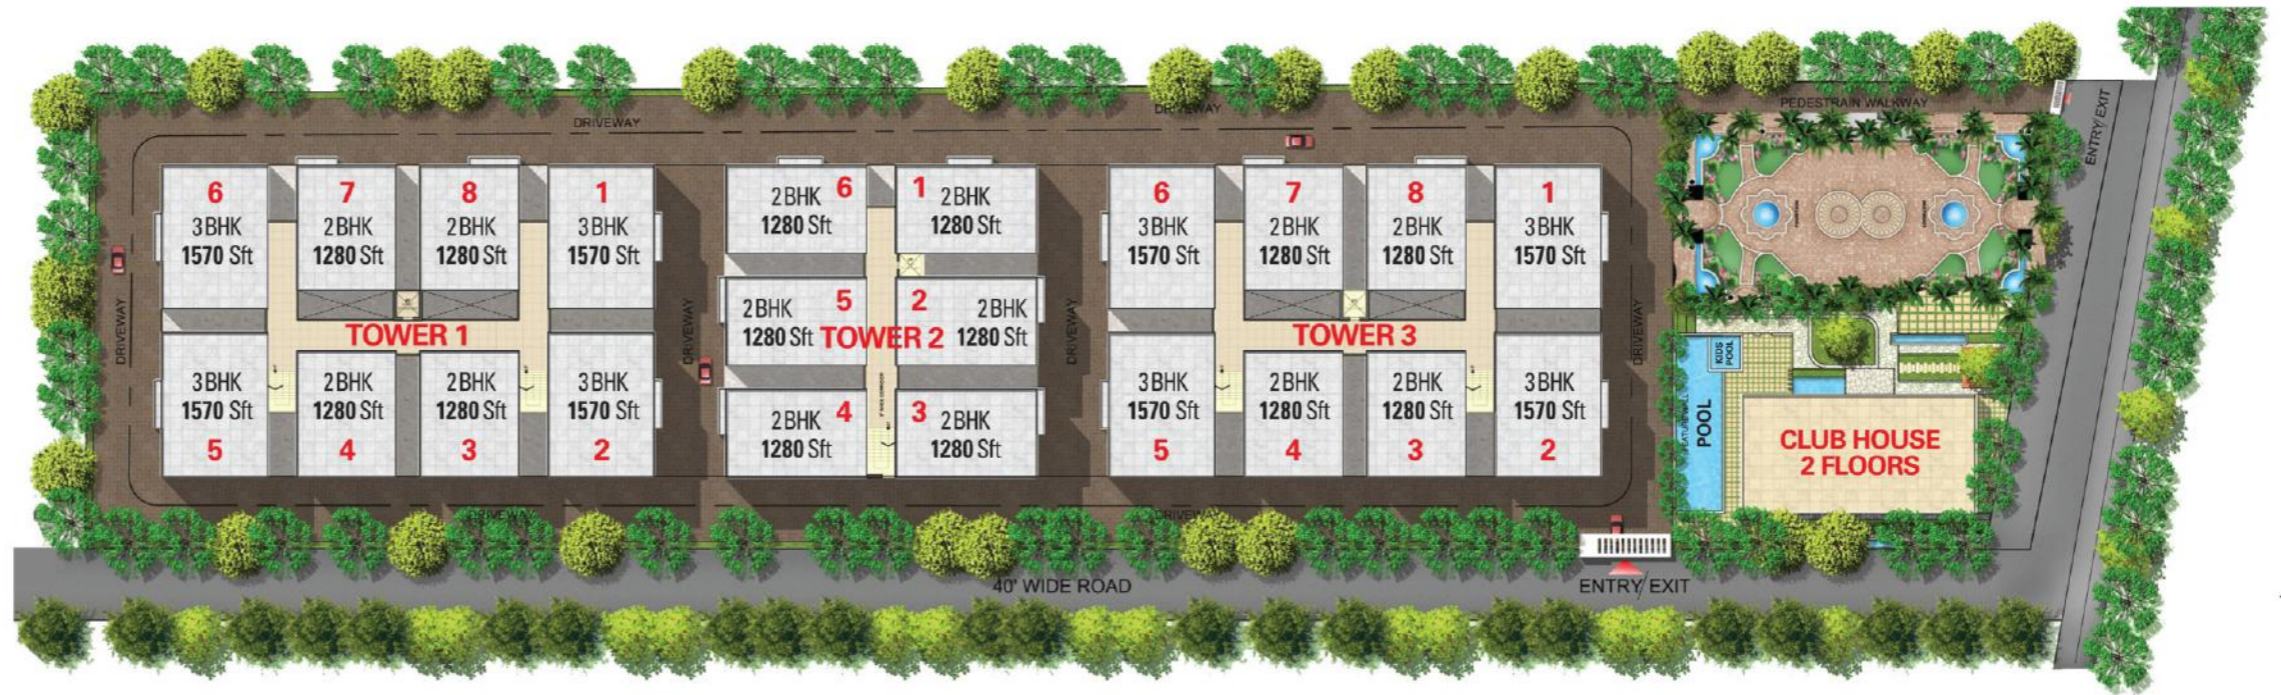 DRIVEWAY
DRIVEWAY
PEDESTRAIN WALKWAY
ENTRY/EXIT
6
3BHK
1570 Sft
7
2BHK
1280 Sft
8
2BHK
1280 Sft
1
3BHK
1570 Sft
TOWER 1
3BHK
1570 Sft
5
2BHK
1280 Sft
4
2BHK
1280 Sft
3
3BHK
1570 Sft
2
DRIVEWAY
DRIVEWAY
2BHK 6
1280 Sft
1 2BHK
1280 Sft
2BHK 5
1280 Sft
2 2BHK
1280 Sft
TOWER 2
2BHK 4
1280 Sft
3 2BHK
1280 Sft
DRIVEWAY
6
3BHK
1570 Sft
7
2BHK
1280 Sft
8
2BHK
1280 Sft
1
3BHK
1570 Sft
TOWER 3
3BHK
1570 Sft
5
2BHK
1280 Sft
4
2BHK
1280 Sft
3
3BHK
1570 Sft
2
DRIVEWAY
KIDS
POOL
POOL
CLUB HOUSE
2 FLOORS
DRIVEWAY
DRIVEWAY
40' WIDE ROAD
ENTRY/EXIT